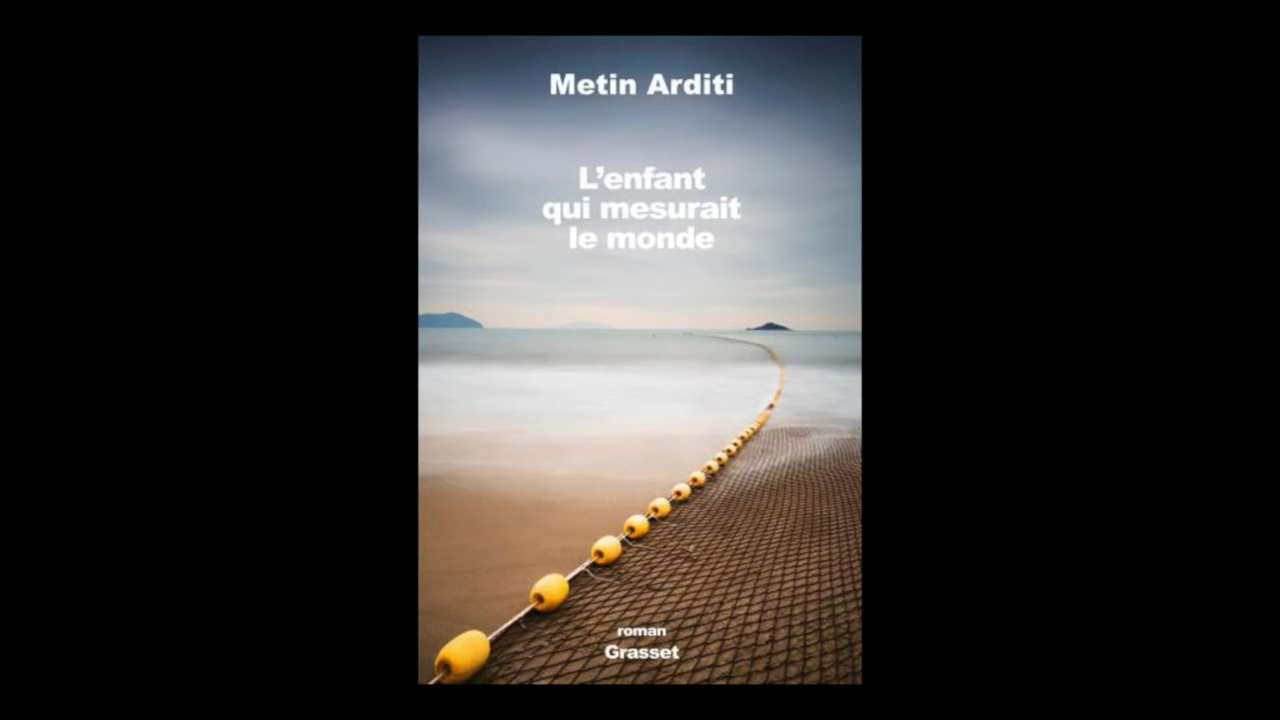 Metin Arditi
L’enfant
qui mesurait
le monde
roman
Grasset